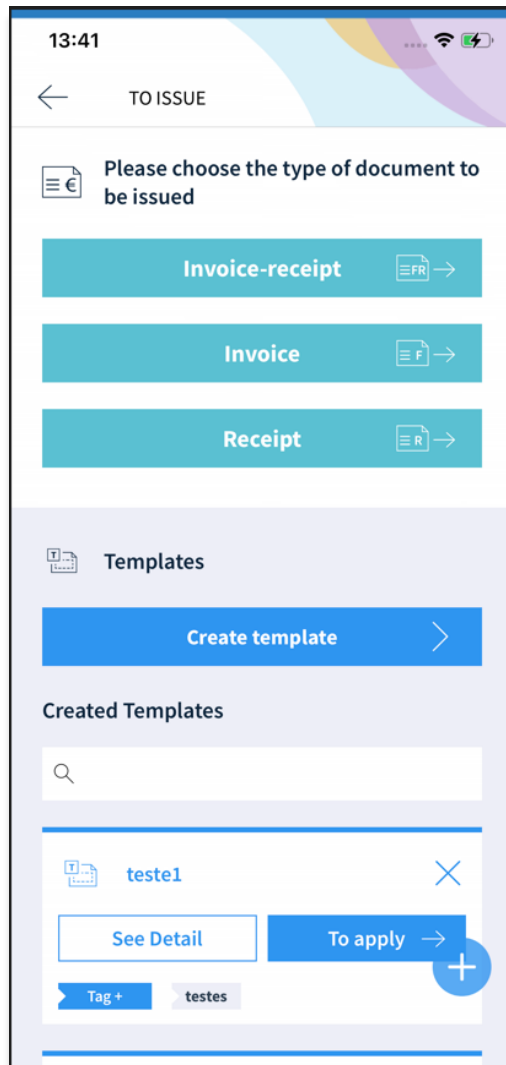 13:41
TO ISSUE
€
Please choose the type of document to
be issued
Invoice-receipt
FR
Invoice
F
Receipt
R
T
Templates
Create template
Created Templates
T
teste1
See Detail
To apply
Tag +
testes